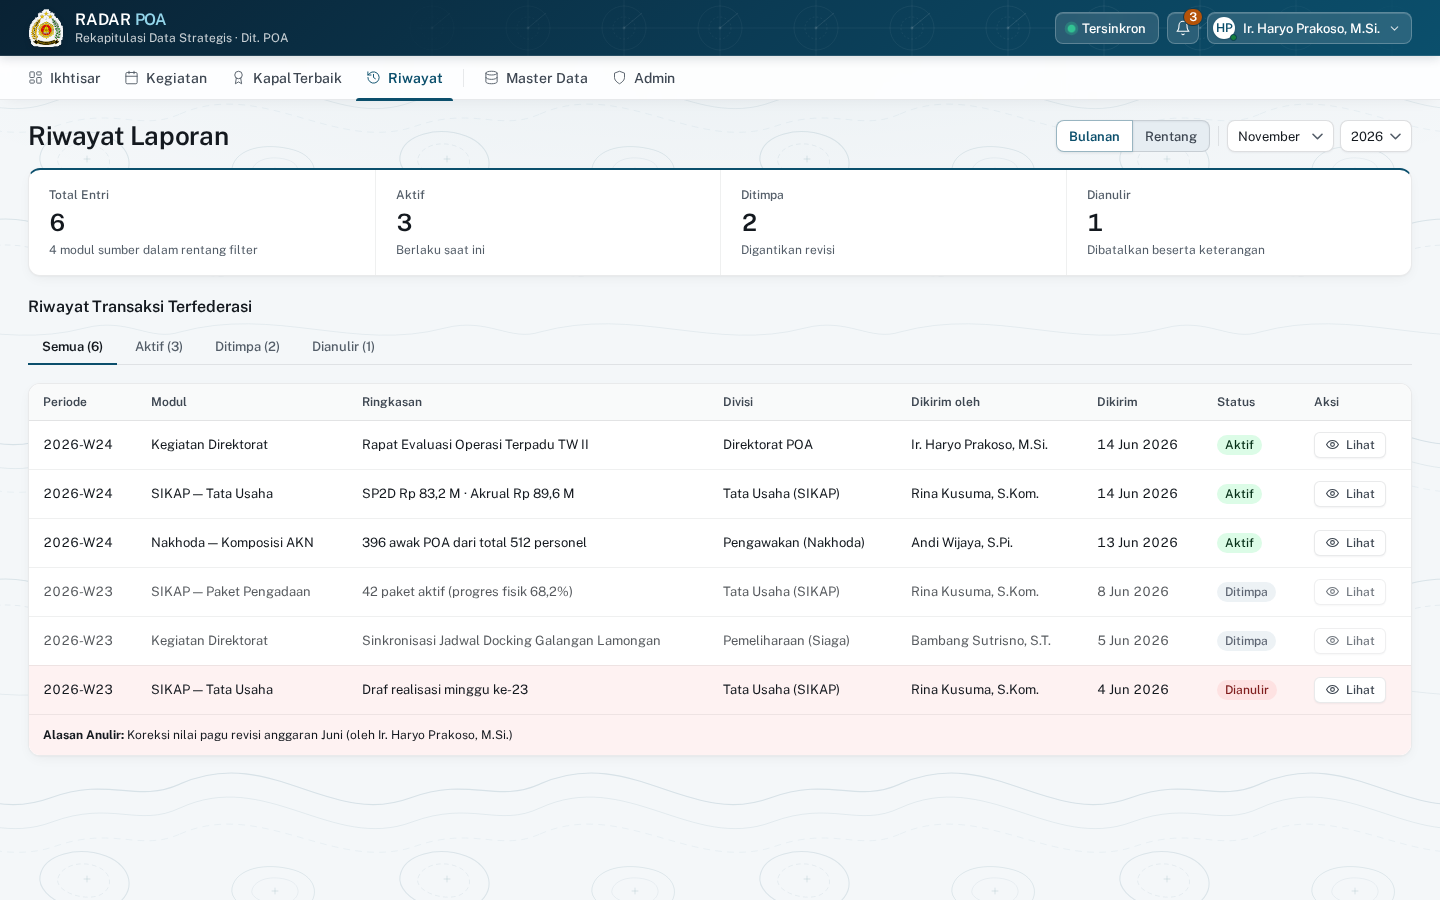 RADAR POA
Rekapitulasi Data Strategis · Dit. POA
Tersinkron
3
HP
Ir. Haryo Prakoso, M.Si.
Ikhtisar
Kegiatan
Kapal Terbaik
Riwayat
Master Data
Admin
Riwayat Laporan
Bulanan
Rentang
November
2026
Total Entri
6
4 modul sumber dalam rentang filter
Aktif
3
Berlaku saat ini
Ditimpa
2
Digantikan revisi
Dianulir
1
Dibatalkan beserta keterangan
Riwayat Transaksi Terfederasi
Semua (6)
Aktif (3)
Ditimpa (2)
Dianulir (1)
Periode Modul Ringkasan Divisi Dikirim oleh Dikirim Status Aksi
2026-W24 Kegiatan Direktorat Rapat Evaluasi Operasi Terpadu TW II Direktorat POA Ir. Haryo Prakoso, M.Si. 14 Jun 2026 Aktif Lihat
2026-W24 SIKAP — Tata Usaha SP2D Rp 83,2 M · Akrual Rp 89,6 M Tata Usaha (SIKAP) Rina Kusuma, S.Kom. 14 Jun 2026 Aktif Lihat
2026-W24 Nakhoda — Komposisi AKN 396 awak POA dari total 512 personel Pengawakan (Nakhoda) Andi Wijaya, S.Pi. 13 Jun 2026 Aktif Lihat
2026-W23 SIKAP — Paket Pengadaan 42 paket aktif (progres fisik 68,2%) Tata Usaha (SIKAP) Rina Kusuma, S.Kom. 8 Jun 2026 Ditimpa Lihat
2026-W23 Kegiatan Direktorat Sinkronisasi Jadwal Docking Galangan Lamongan Pemeliharaan (Siaga) Bambang Sutrisno, S.T. 5 Jun 2026 Ditimpa Lihat
2026-W23 SIKAP — Tata Usaha Draf realisasi minggu ke-23 Tata Usaha (SIKAP) Rina Kusuma, S.Kom. 4 Jun 2026 Dianulir Lihat
Alasan Anulir: Koreksi nilai pagu revisi anggaran Juni (oleh Ir. Haryo Prakoso, M.Si.)